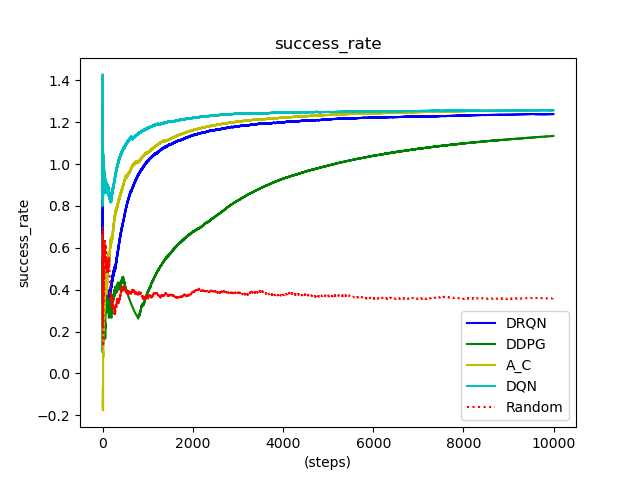 success_rate
1.4
1.2
1.0
0.8
0.6
0.4
0.2
0.0
−0.2
success_rate
0
2000
4000
6000
8000
10000
(steps)
DRQN
DDPG
A_C
DQN
Random